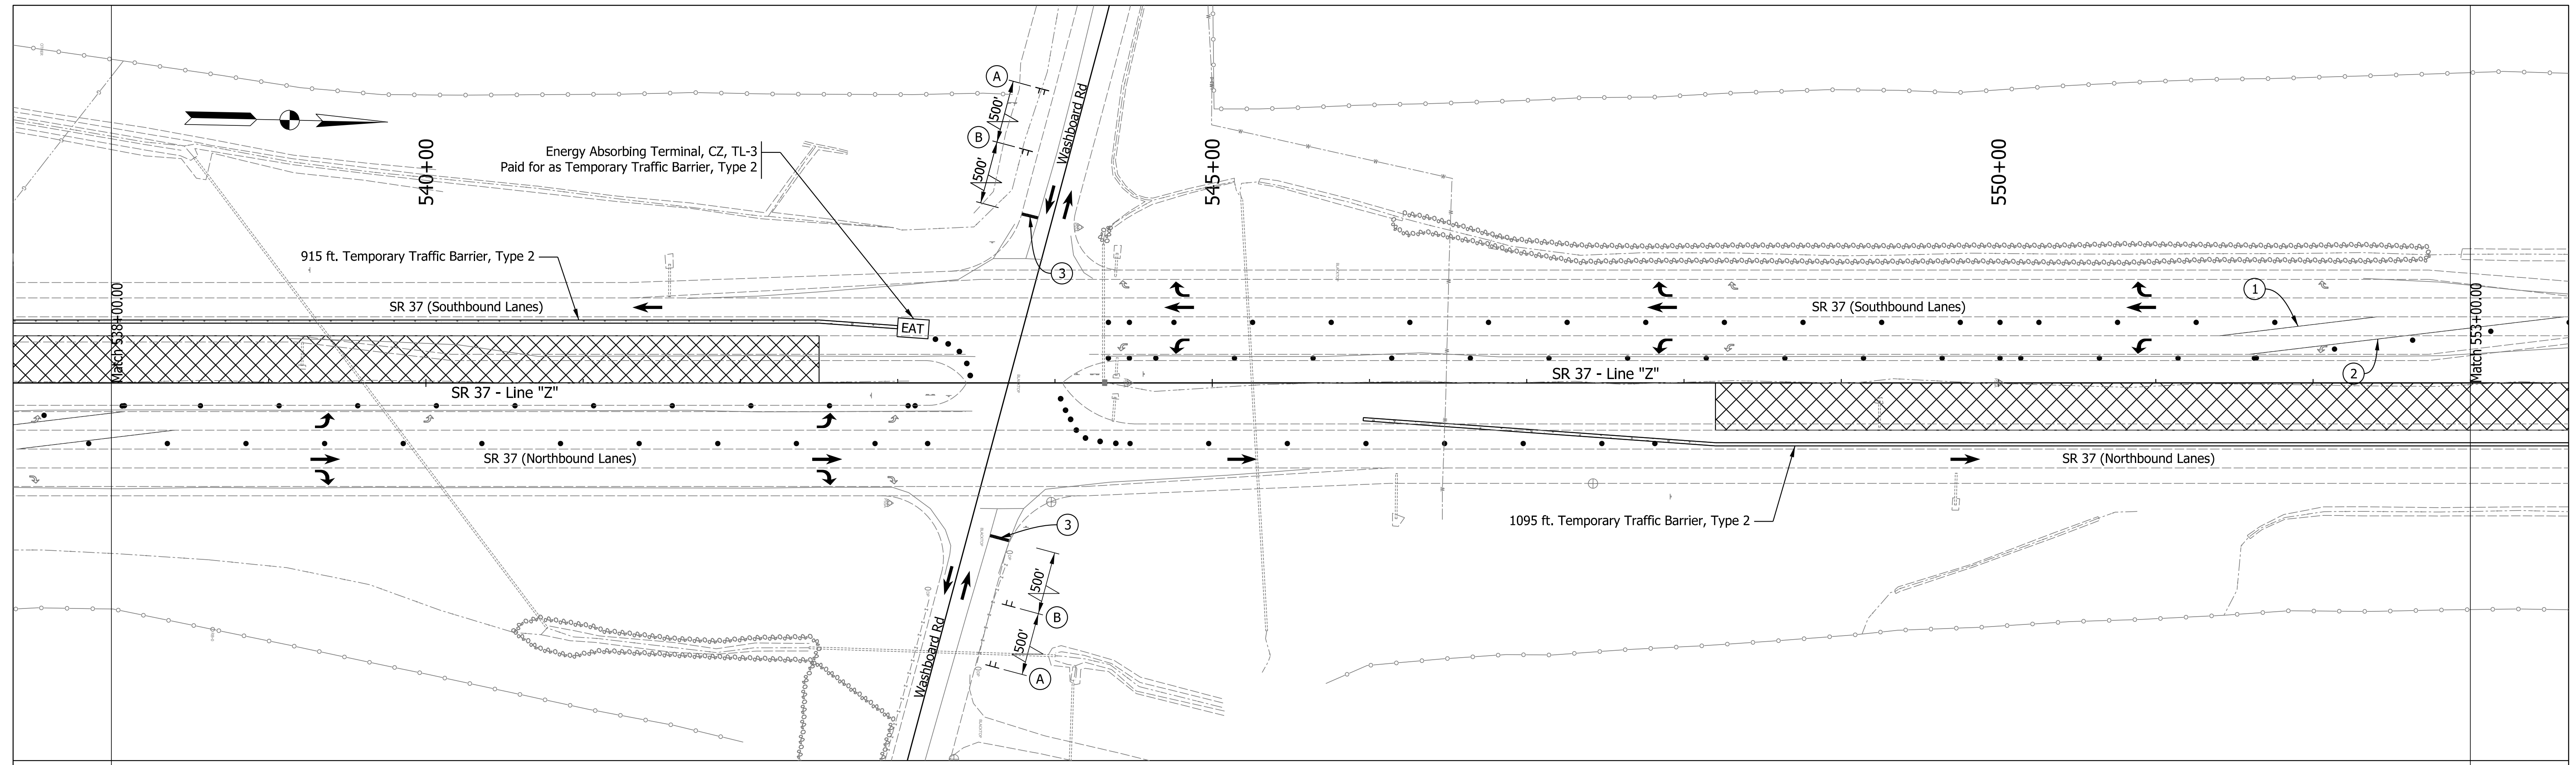 A
500'
B
500'
Washboard Rd
Energy Absorbing Terminal, CZ, TL-3
Paid for as Temporary Traffic Barrier, Type 2
540+00
545+00
550+00
915 ft. Temporary Traffic Barrier, Type 2
3
1
Match 538+00.00
SR 37 (Southbound Lanes)
SR 37 (Southbound Lanes)
Match 553+00.00
EAT
SR 37 - Line "Z"
2
SR 37 - Line "Z"
SR 37 (Northbound Lanes)
SR 37 (Northbound Lanes)
3
1095 ft. Temporary Traffic Barrier, Type 2
500'
B
500'
A
Washboard Rd